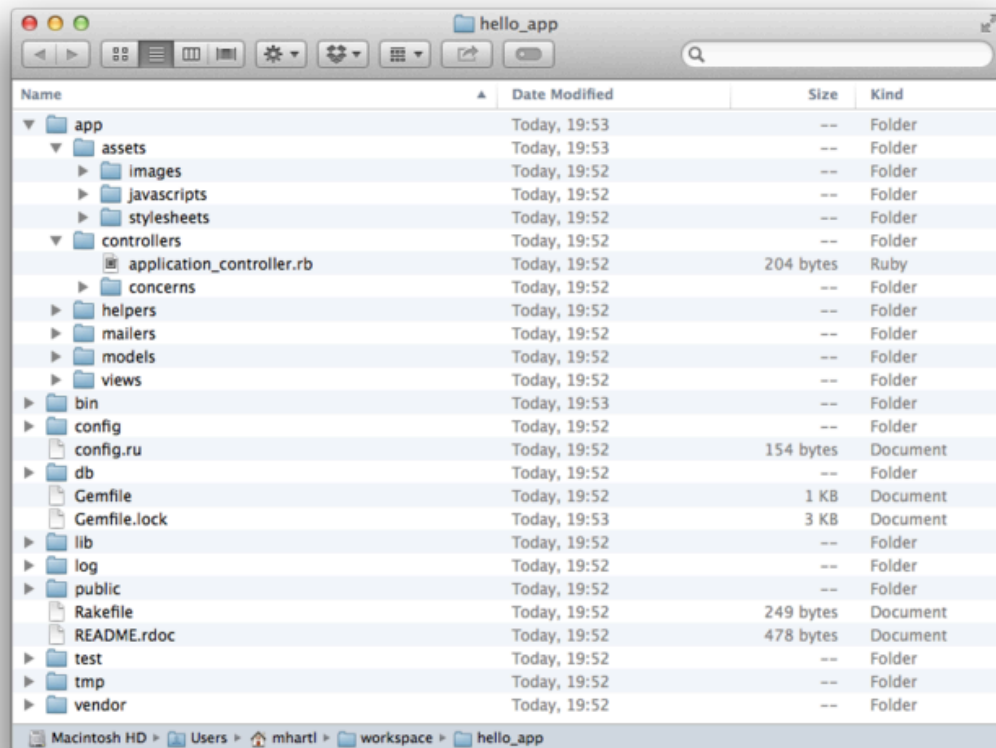 hello_app
Name Date Modified Size Kind
app Today, 19:53 -- Folder
assets Today, 19:53 -- Folder
images Today, 19:52 -- Folder
javascripts Today, 19:52 -- Folder
stylesheets Today, 19:52 -- Folder
controllers Today, 19:52 -- Folder
application_controller.rb Today, 19:52 204 bytes Ruby
concerns Today, 19:52 -- Folder
helpers Today, 19:52 -- Folder
mailers Today, 19:52 -- Folder
models Today, 19:52 -- Folder
views Today, 19:52 -- Folder
bin Today, 19:53 -- Folder
config Today, 19:52 -- Folder
config.ru Today, 19:52 154 bytes Document
db Today, 19:52 -- Folder
Gemfile Today, 19:52 1 KB Document
Gemfile.lock Today, 19:53 3 KB Document
lib Today, 19:52 -- Folder
log Today, 19:52 -- Folder
public Today, 19:52 -- Folder
Rakefile Today, 19:52 249 bytes Document
README.rdoc Today, 19:52 478 bytes Document
test Today, 19:52 -- Folder
tmp Today, 19:52 -- Folder
vendor Today, 19:52 -- Folder
Macintosh HD Users mhartl workspace hello_app